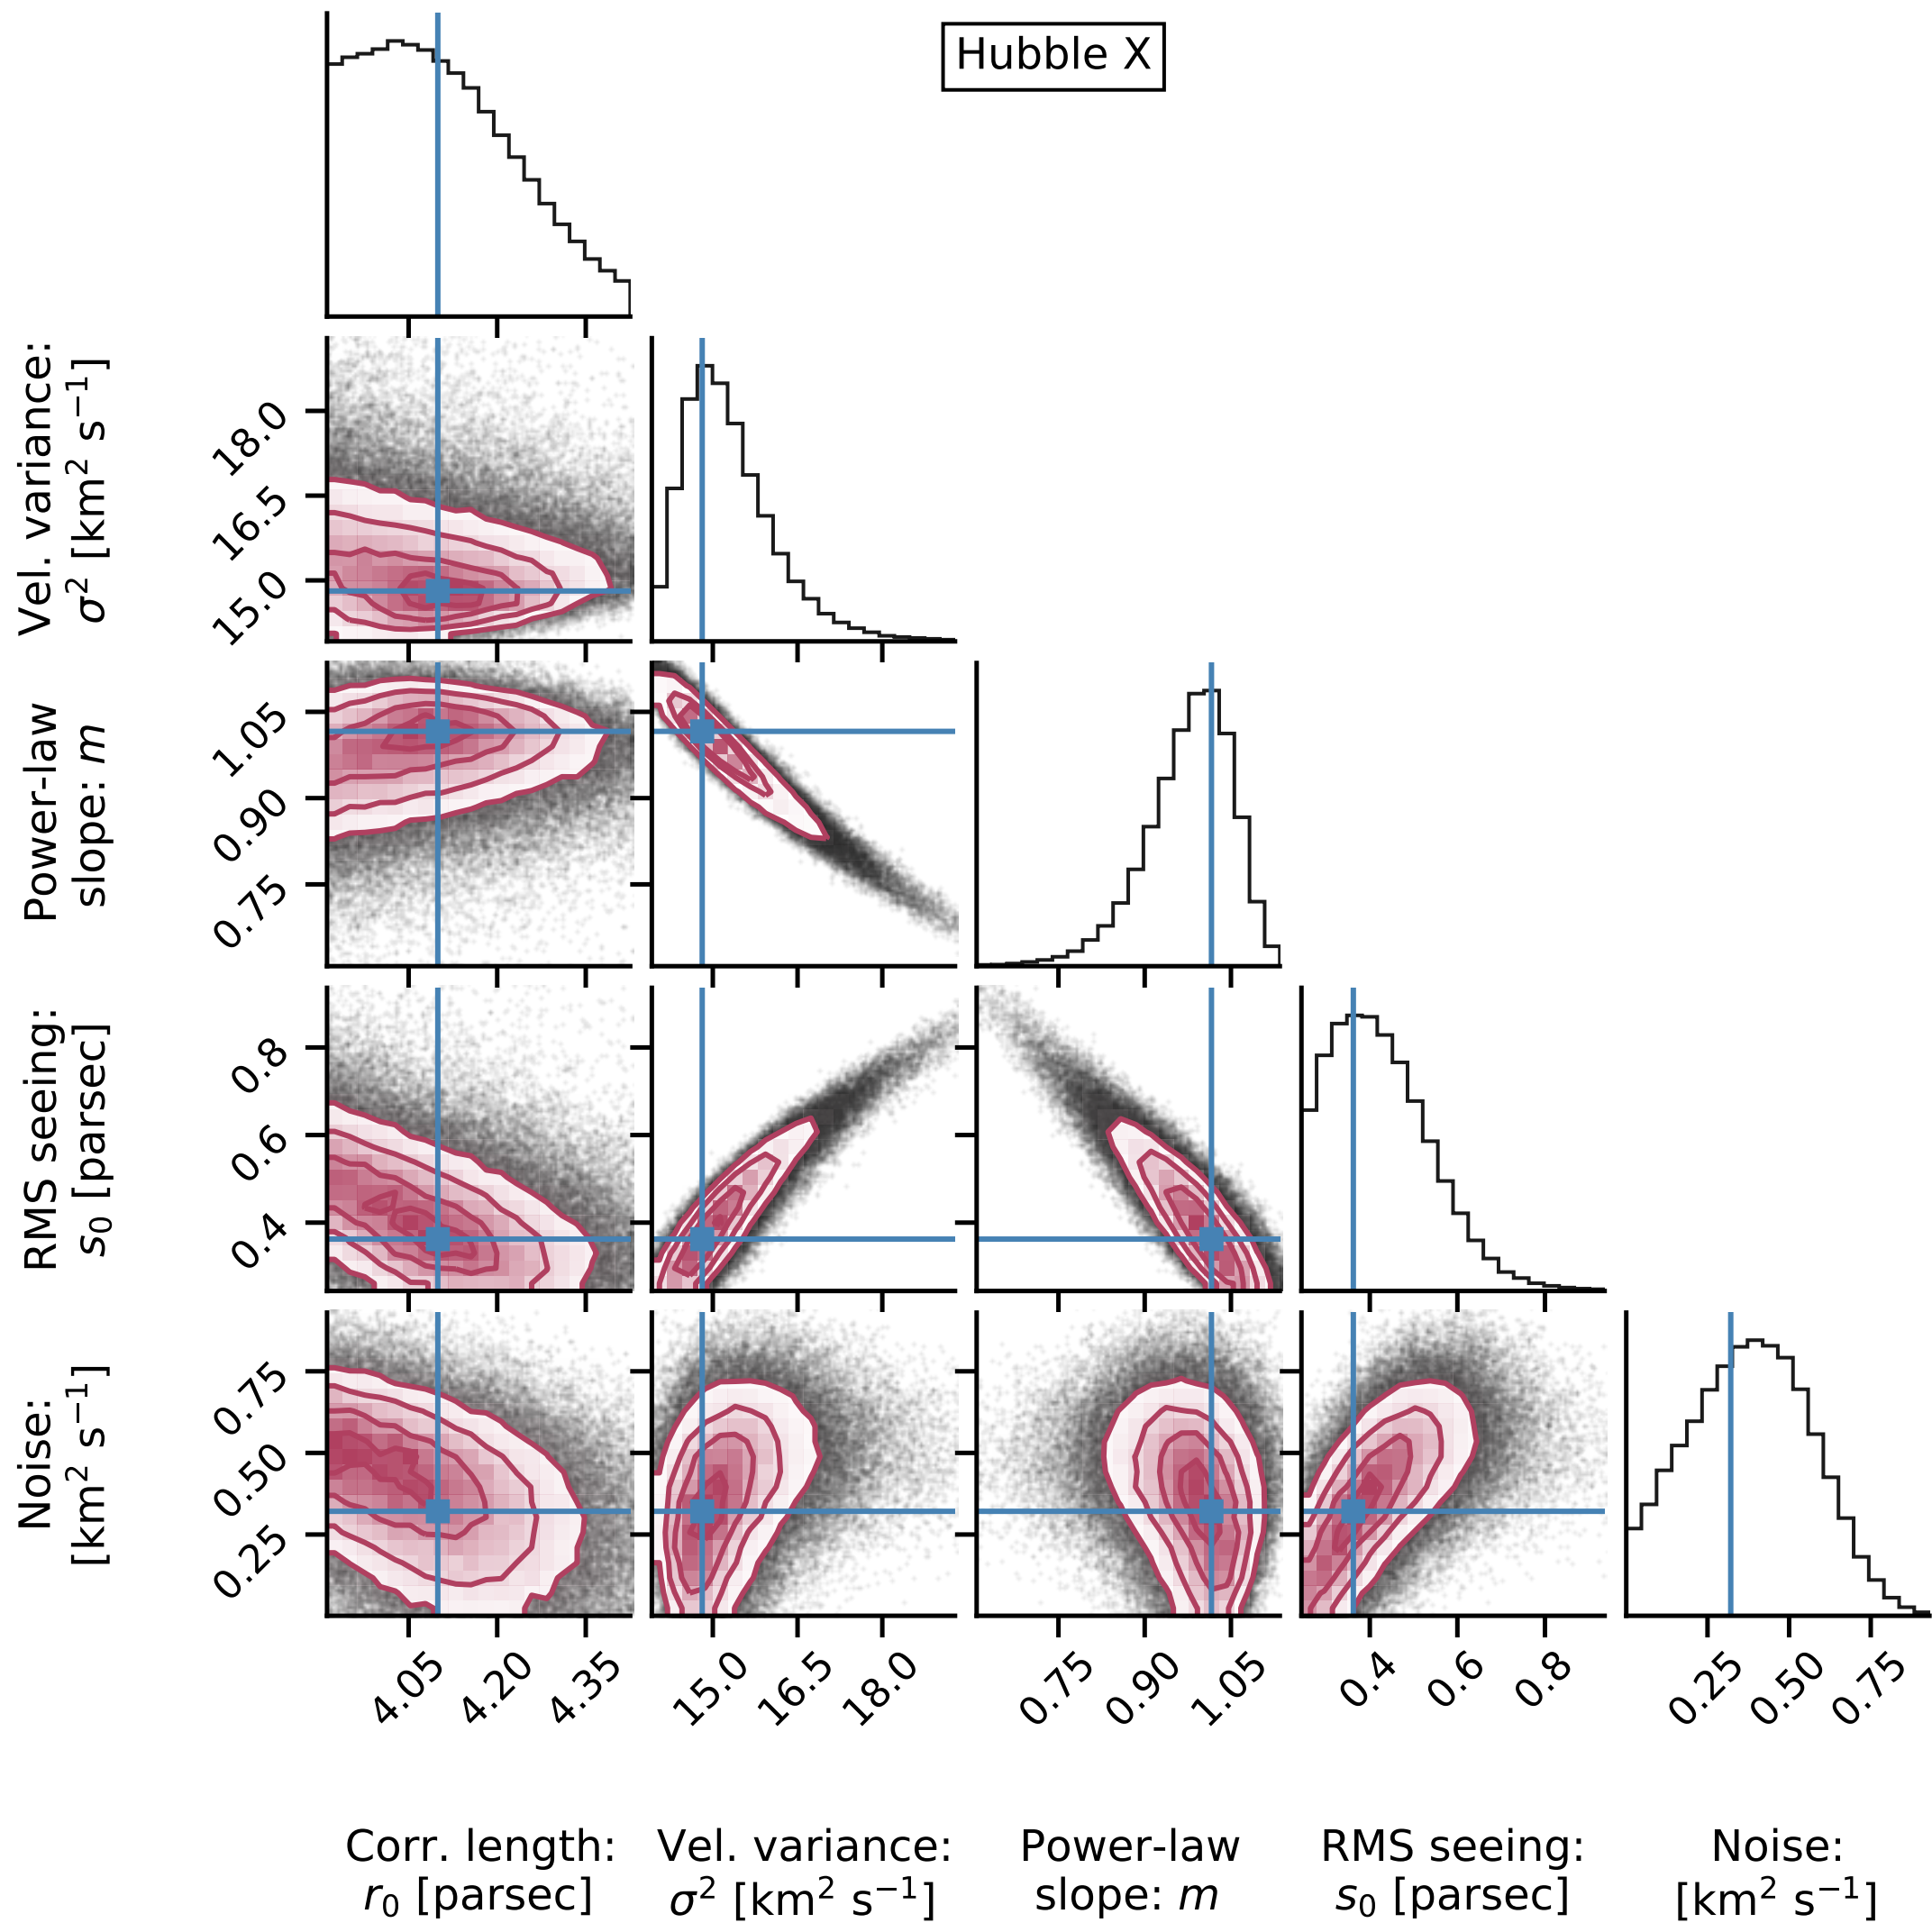 Hubble X
Vel. variance:
σ² [km² s⁻¹]
18.0
16.5
15.0
Power-law
slope: m
1.05
0.90
0.75
RMS seeing:
s₀ [parsec]
0.8
0.6
0.4
Noise:
[km² s⁻¹]
0.75
0.50
0.25
4.05 4.20 4.35 15.0 16.5 18.0 0.75 0.90 1.05 0.4 0.6 0.8 0.25 0.50 0.75
Corr. length: Vel. variance: Power-law RMS seeing: Noise:
r₀ [parsec] σ² [km² s⁻¹] slope: m s₀ [parsec] [km² s⁻¹]